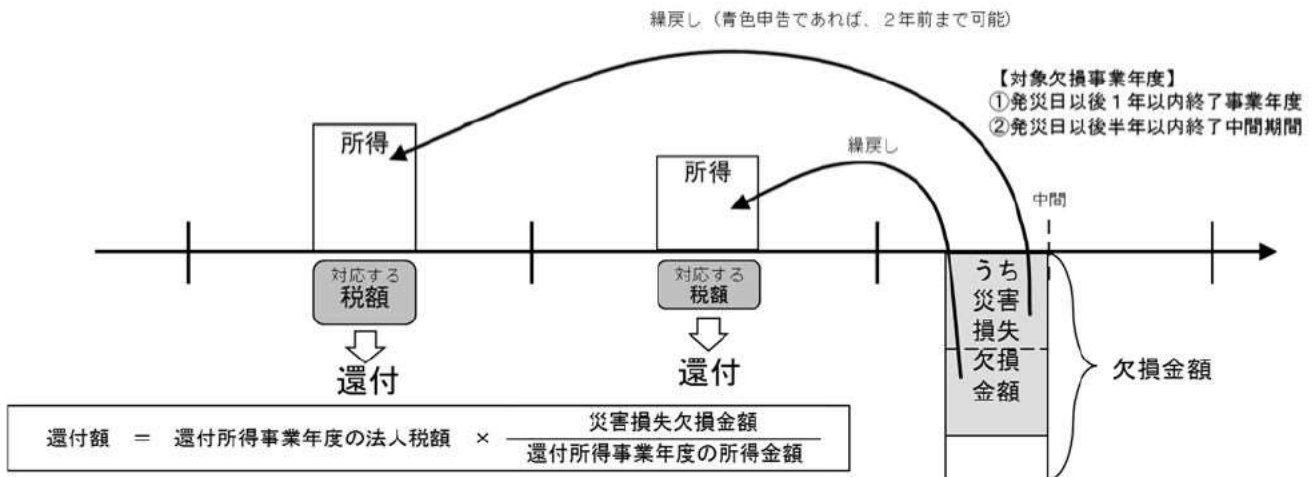 繰戻し（青色申告であれば、２年前まで可能）
【対象欠損事業年度】
①発災日以後１年以内終了事業年度
②発災日以後半年以内終了中間期間
繰戻し
所得
所得
中間
対応する
税額
対応する
税額
還付
還付
うち
災害
損失
欠損
金額
欠損金額
還付額 ＝ 還付所得事業年度の法人税額 × 災害損失欠損金額
還付所得事業年度の所得金額